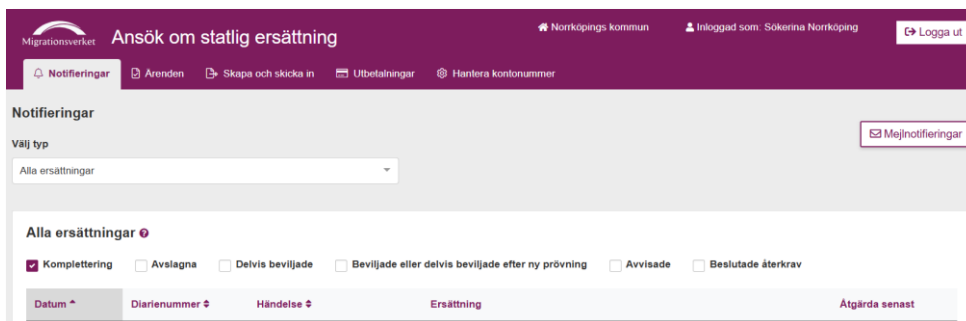 Norrköpings kommun Inloggad som: Sökerina Norrköping Logga ut
Migrationsverket Ansök om statlig ersättning
Notifieringar Ärenden Skapa och skicka in Utbetalningar Hantera kontonummer
Notifieringar
Mejlnotifieringar
Välj typ
Alla ersättningar
Alla ersättningar
Komplettering Avslagna Delvis beviljade Beviljade eller delvis beviljade efter ny prövning Avvisade Beslutade återkrav
Datum Diarienummer Händelse Ersättning Åtgärda senast